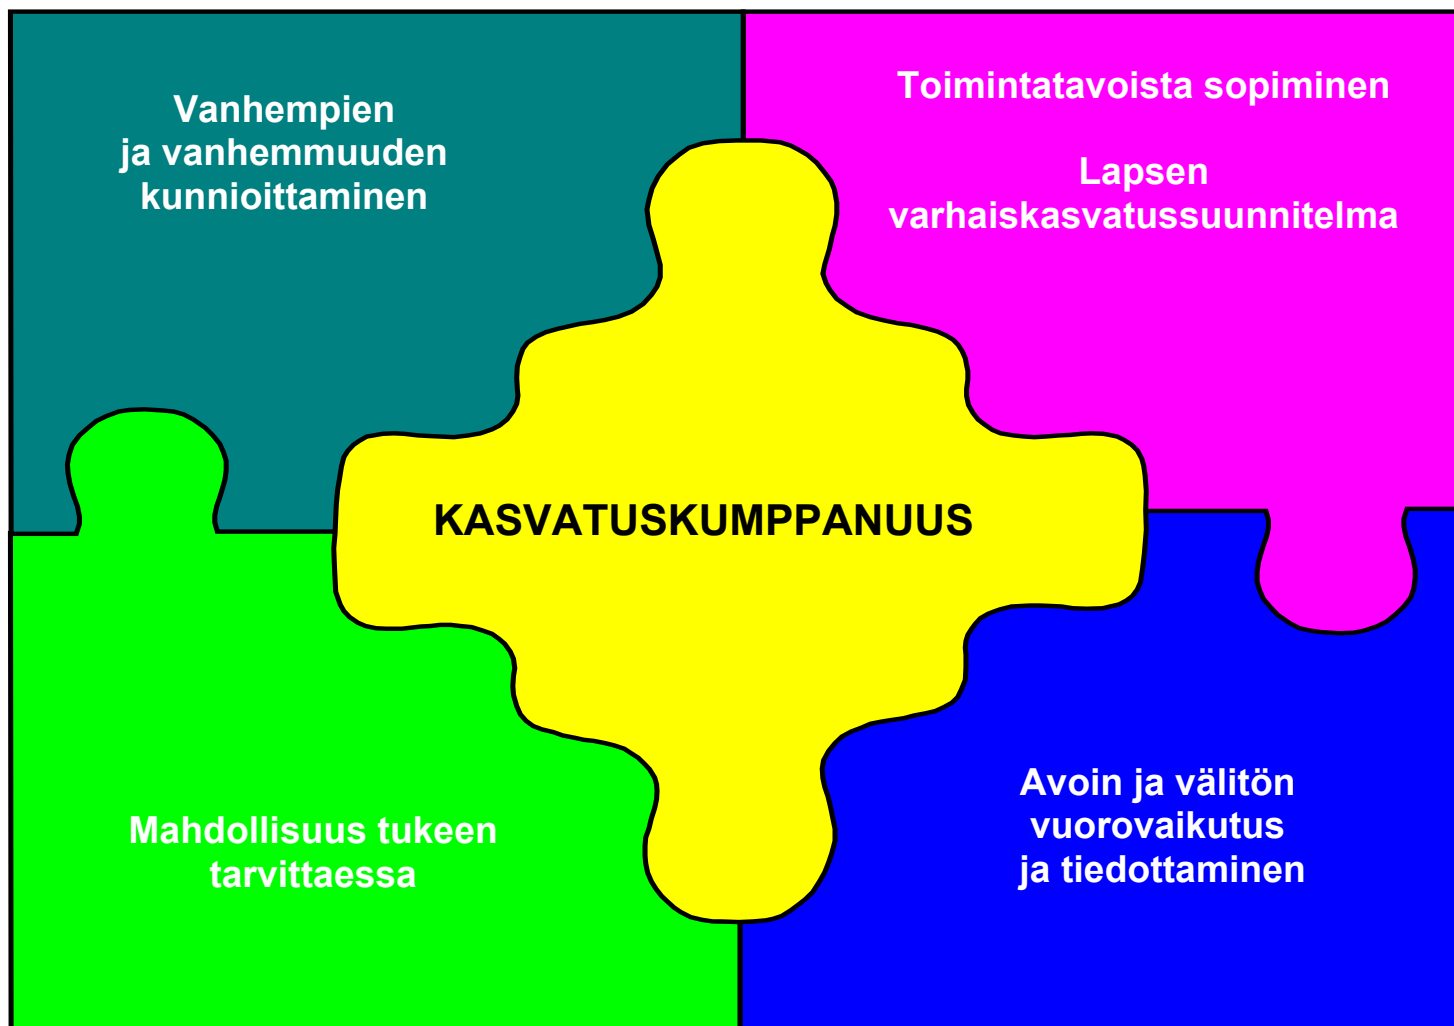 Vanhempien
ja vanhemmuuden
kunnioittaminen
Toimintatavoista sopiminen
Lapsen
varhaiskasvatussuunnitelma
KASVATUSKUMPPANUUS
Mahdollisuus tukeen
tarvittaessa
Avoin ja välitön
vuorovaikutus
ja tiedottaminen